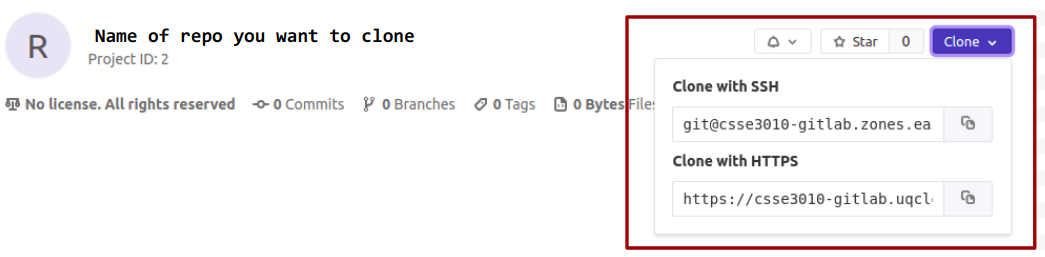 R
Name of repo you want to clone
Project ID: 2
Star 0
Clone
No license. All rights reserved 0 Commits 0 Branches 0 Tags 0 Bytes Files
Clone with SSH
git@csse3010-gitlab.zones.ea
Clone with HTTPS
https://csse3010-gitlab.uqcl